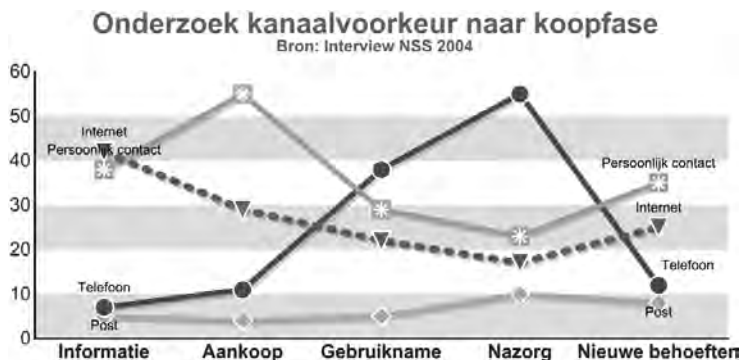 Onderzoek kanaalvoorkeur naar koopfase
Bron: Interview NSS 2004
60
50
40
30
20
10
0
Internet
Persoonlijk contact
Telefoon
Post
Persoonlijk contact
Internet
Telefoon
Post
Informatie Aankoop Gebruikname Nazorg Nieuwe behoeften